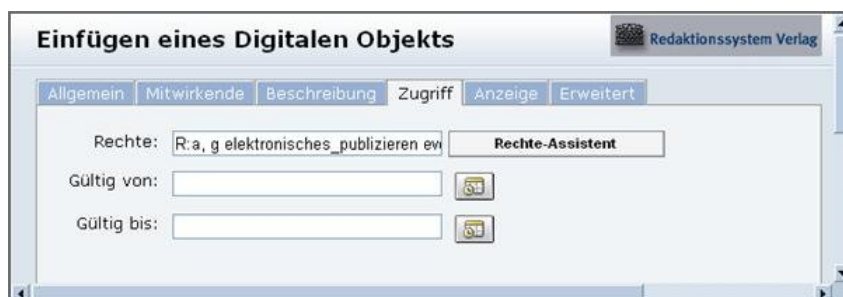 Einfügen eines Digitalen Objekts
Redaktionssystem Verlag
Allgemein Mitwirkende Beschreibung Zugriff Anzeige Erweitert
Rechte: R:a, g elektronisches_publizieren Rechte-Assistent
Gültig von:
Gültig bis: